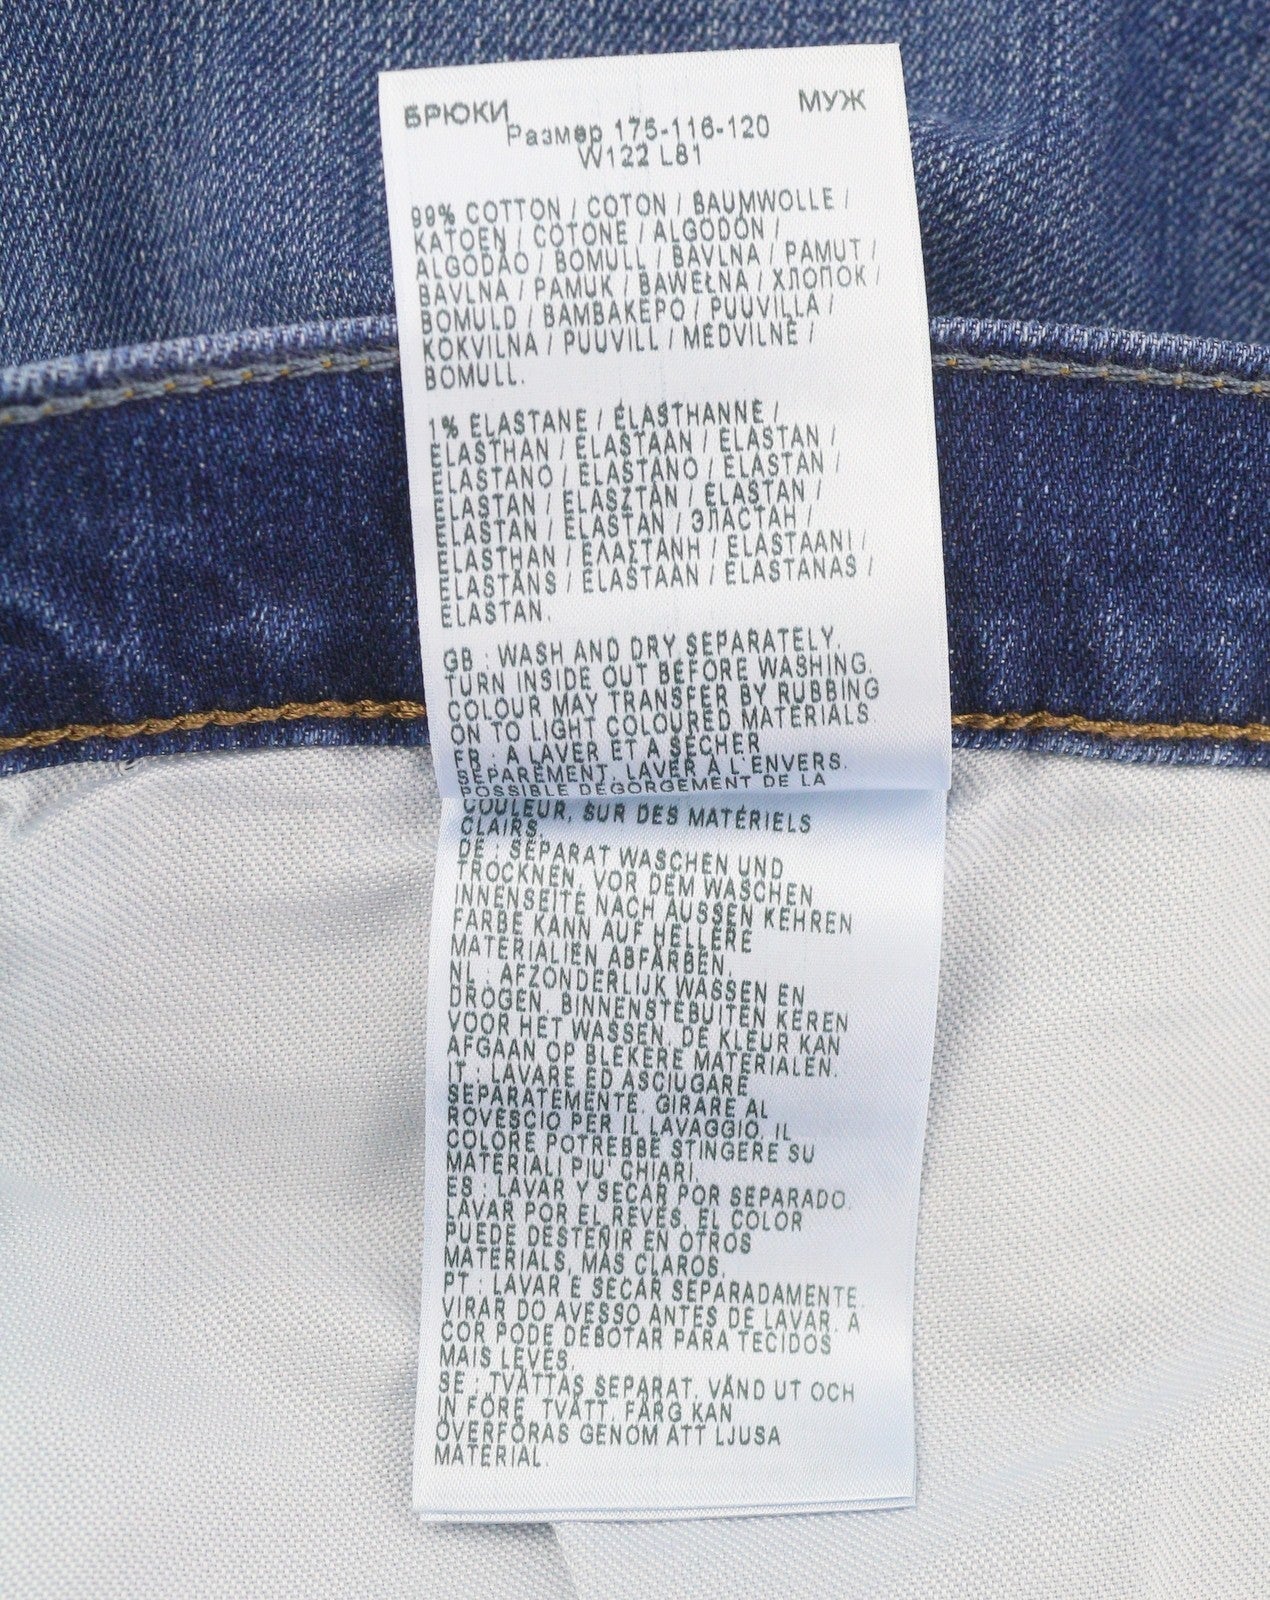 БРЮКИ МУЖ
Размер 175-116-120
W122 L81
99% COTTON / COTON / BAUMWOLLE /
KATOEN / COTONE / ALGODÓN /
ALGODÃO / BOMULL / BAVLNA / PAMUT /
BAVLNA / PAMUK / BAWEŁNA / ХЛОПОК /
BOMULD / ΒΑΜΒΑΚΕΡΟ / PUUVILLA /
KOKVILNA / PUUVILL / MEDVILNĖ /
BOMULL.
1% ELASTANE / ÉLASTHANNE /
ELASTHAN / ELASTAAN / ELASTAN /
ELASTANO / ELASTANO / ELASTAN /
ELASTAN / ELASZTÁN / ELASTAN /
ELASTAN / ELASTAN / ЭЛАСТАН /
ELASTHAN / ΕΛΑΣΤΑΝΗ / ELASTAANI /
ELASTĀNS / ELASTAAN / ELASTANAS /
ELASTAN.
GB : WASH AND DRY SEPARATELY.
TURN INSIDE OUT BEFORE WASHING.
COLOUR MAY TRANSFER BY RUBBING
ON TO LIGHT COLOURED MATERIALS.
FR : A LAVER ET A SÉCHER
SÉPARÉMENT. LAVER A L'ENVERS.
POSSIBLE DÉGORGEMENT DE LA
COULEUR, SUR DES MATÉRIELS
CLAIRS.
DE : SEPARAT WASCHEN UND
TROCKNEN. VOR DEM WASCHEN
INNENSEITE NACH AUSSEN KEHREN.
FARBE KANN AUF HELLERE
MATERIALIEN ABFÄRBEN.
NL : AFZONDERLIJK WASSEN EN
DROGEN. BINNENSTEBUITEN KEREN
VOOR HET WASSEN. DE KLEUR KAN
AFGAAN OP BLEKERE MATERIALEN.
IT : LAVARE ED ASCIUGARE
SEPARATEMENTE. GIRARE AL
ROVESCIO PER IL LAVAGGIO. IL
COLORE POTREBBE STINGERE SU
MATERIALI PIU' CHIARI.
ES : LAVAR Y SECAR POR SEPARADO.
LAVAR POR EL REVÉS. EL COLOR
PUEDE DESTEÑIR EN OTROS
MATERIALS, MÁS CLAROS.
PT : LAVAR E SECAR SEPARADAMENTE.
VIRAR DO AVESSO ANTES DE LAVAR. A
COR PODE DEBOTAR PARA TECIDOS
MAIS LEVES.
SE : TVÄTTAS SEPARAT. VÄND UT OCH
IN FÖRE TVÄTT. FÄRG KAN
ÖVERFÖRAS GENOM ATT LJUSA
MATERIAL.